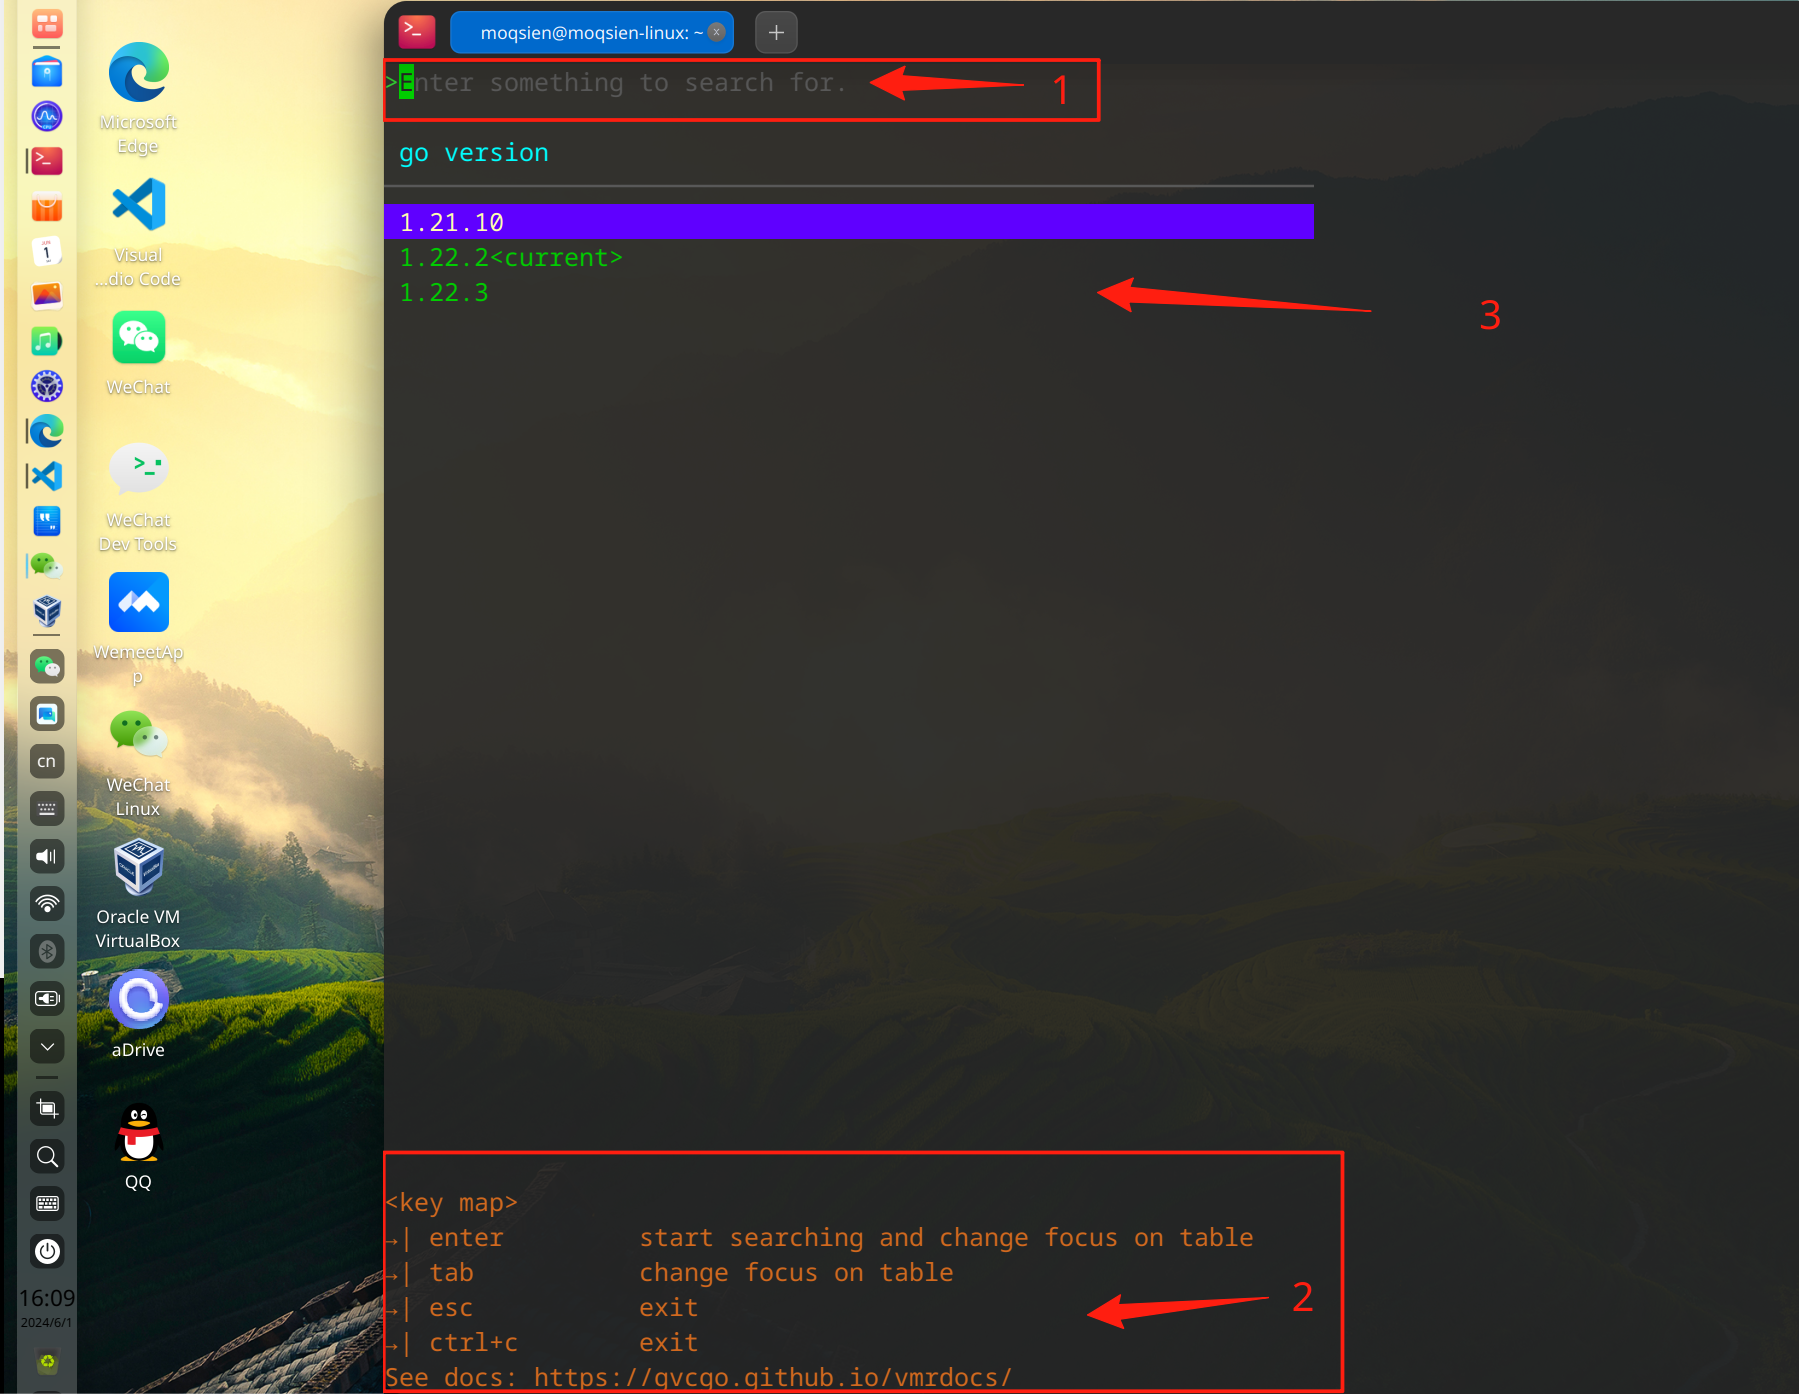 moqsien@moqsien-linux: ~
>Enter something to search for.
1
go version
1.21.10
1.22.2<current>
1.22.3
3
<key map>
→| enter start searching and change focus on table
→| tab change focus on table
→| esc exit
→| ctrl+c exit
See docs: https://gvcgo.github.io/vmrdocs/
2
Microsoft
Edge
Visual
...dio Code
WeChat
WeChat
Dev Tools
WemeetAp
p
WeChat
Linux
Oracle VM
VirtualBox
aDrive
QQ
JUN
1
cn
16:09
2024/6/1